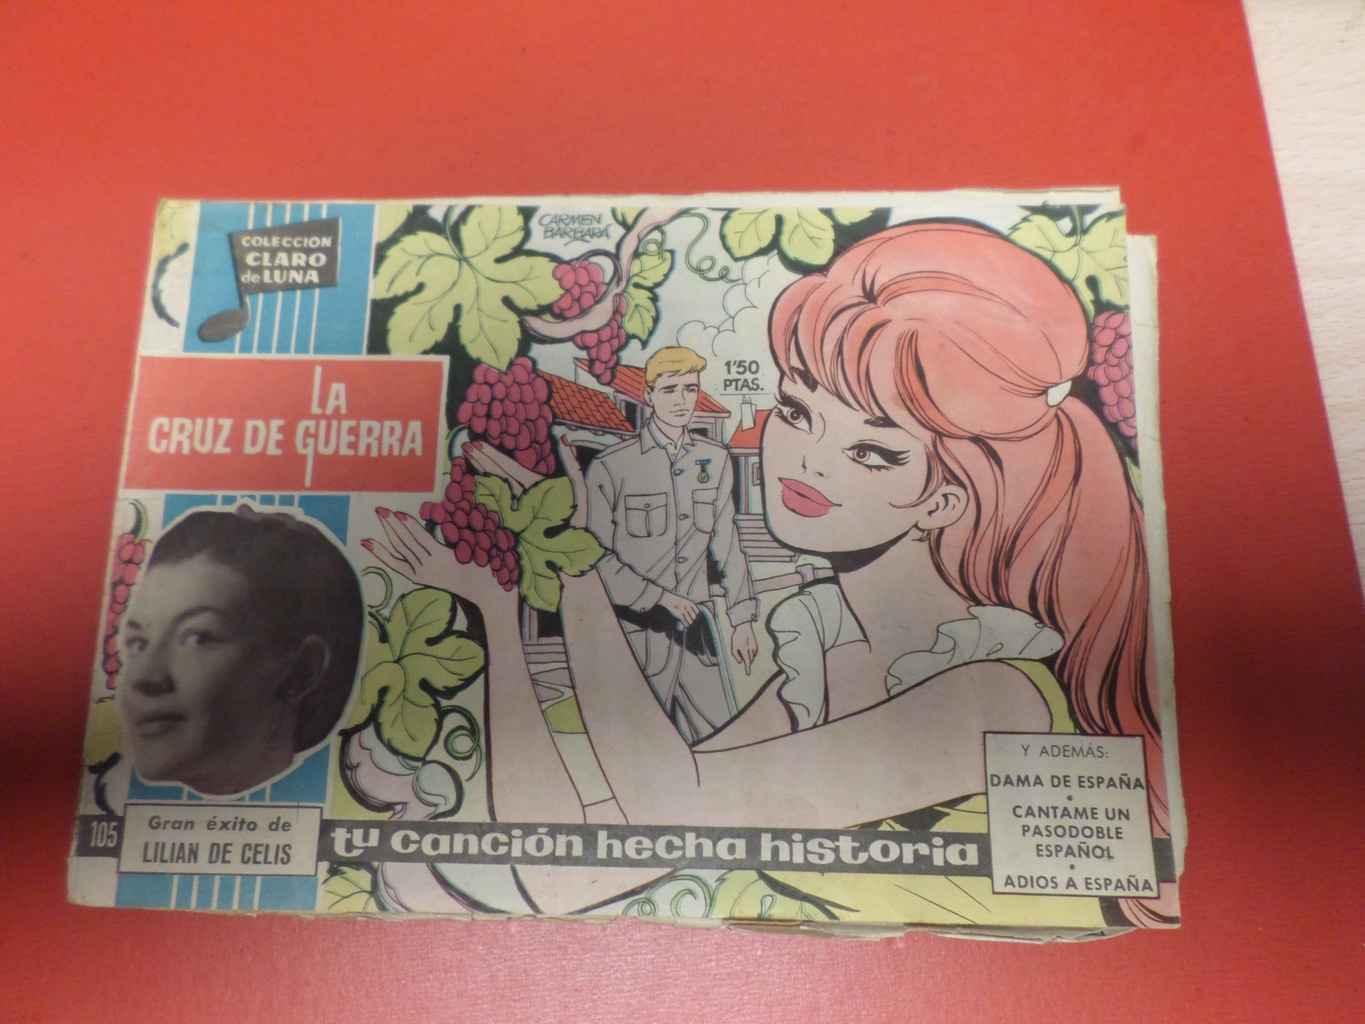 COLECCION
CLARO
de LUNA
CARMEN
BARBARÁ
1'50
PTAS.
LA
CRUZ DE GUERRA
105
Gran éxito de
LILIAN DE CELIS
tu canción hecha historia
Y ADEMÁS:
DAMA DE ESPAÑA
•
CANTAME UN
PASODOBLE
ESPAÑOL
•
ADIOS A ESPAÑA